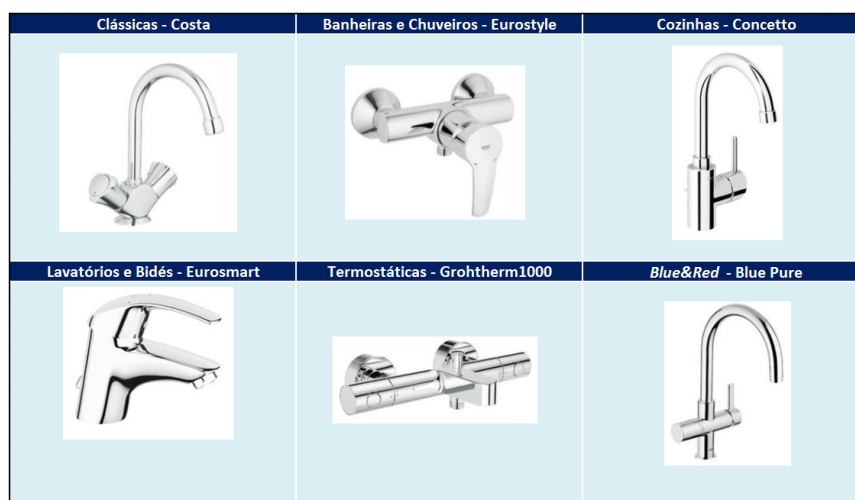 Clássicas - Costa
Banheiras e Chuveiros - Eurostyle
Cozinhas - Concetto
Lavatórios e Bidés - Eurosmart
Termostáticas - Grohtherm1000
Blue&Red - Blue Pure